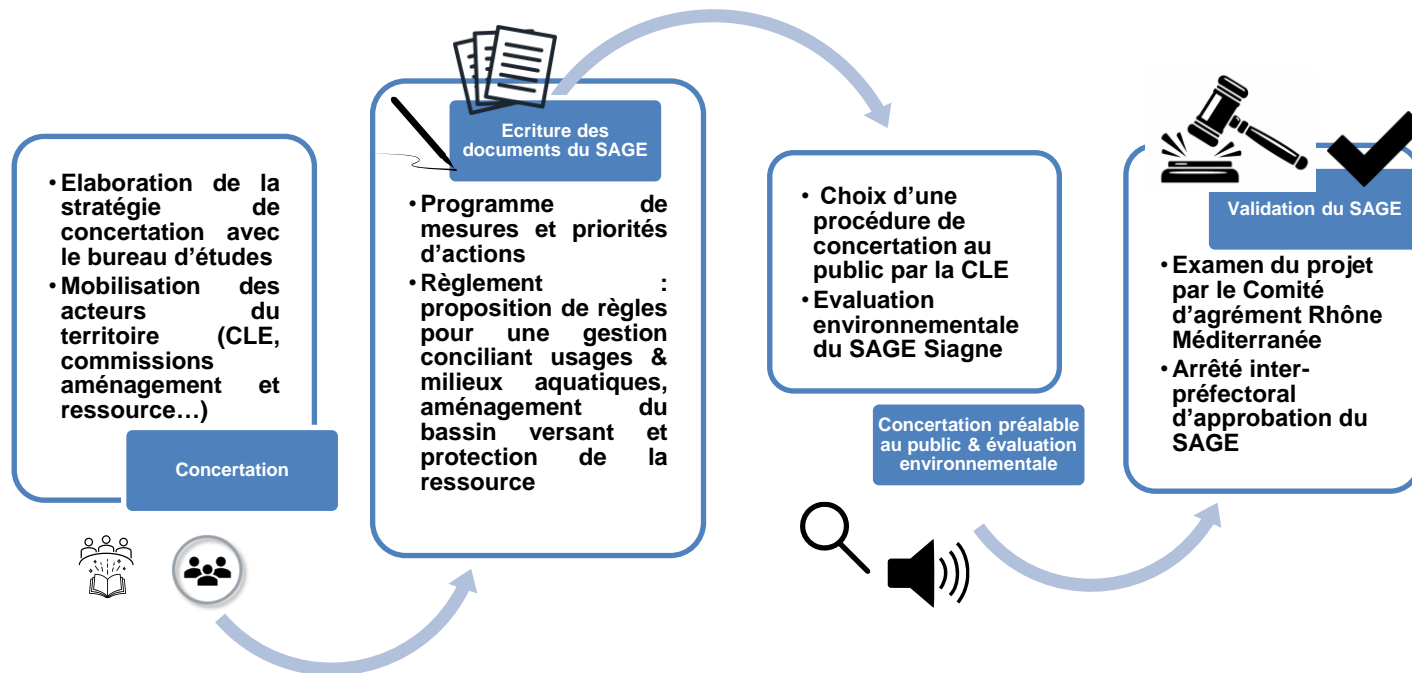 • Elaboration de la
stratégie de
concertation avec
le bureau d’études
• Mobilisation des
acteurs du
territoire (CLE,
commissions
aménagement et
ressource…)
Concertation
Ecriture des
documents du SAGE
• Programme de
mesures et priorités
d’actions
• Règlement :
proposition de règles
pour une gestion
conciliant usages &
milieux aquatiques,
aménagement du
bassin versant et
protection de la
ressource
• Choix d’une
procédure de
concertation au
public par la CLE
• Evaluation
environnementale
du SAGE Siagne
Concertation préalable
au public & évaluation
environnementale
Validation du SAGE
• Examen du projet
par le Comité
d’agrément Rhône
Méditerranée
• Arrêté inter-
préfectoral
d’approbation du
SAGE